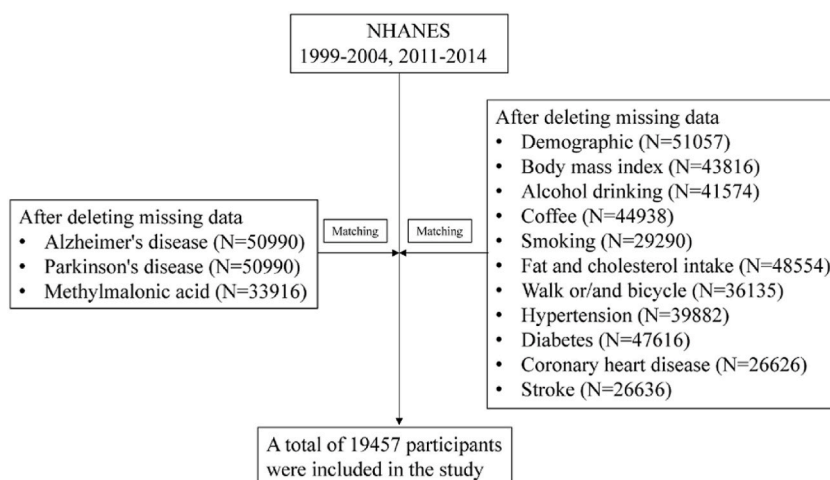 NHANES
1999-2004, 2011-2014
After deleting missing data
• Alzheimer's disease (N=50990)
• Parkinson's disease (N=50990)
• Methylmalonic acid (N=33916)
Matching
Matching
After deleting missing data
• Demographic (N=51057)
• Body mass index (N=43816)
• Alcohol drinking (N=41574)
• Coffee (N=44938)
• Smoking (N=29290)
• Fat and cholesterol intake (N=48554)
• Walk or/and bicycle (N=36135)
• Hypertension (N=39882)
• Diabetes (N=47616)
• Coronary heart disease (N=26626)
• Stroke (N=26636)
A total of 19457 participants
were included in the study